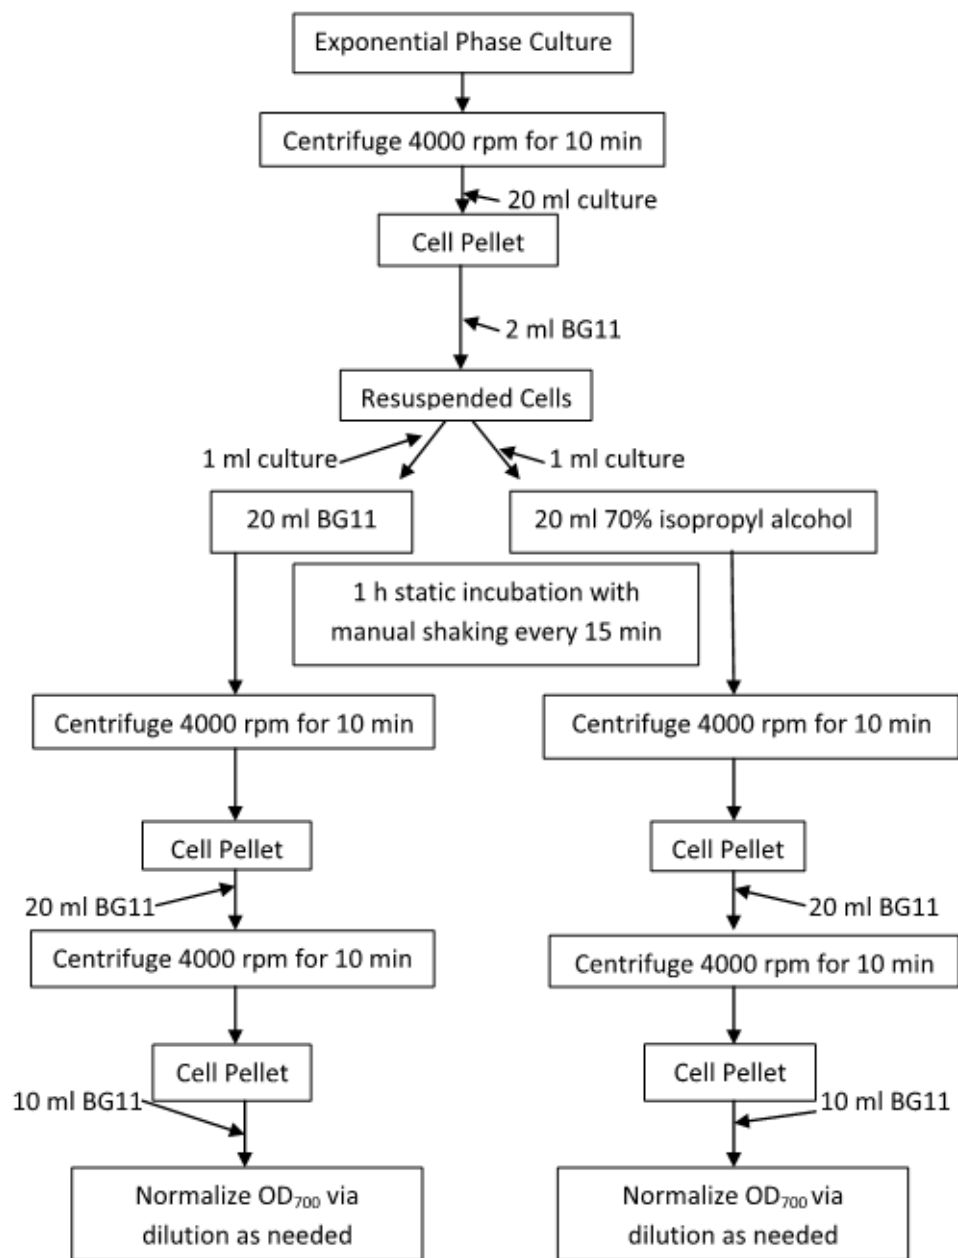 Exponential Phase Culture
Centrifuge 4000 rpm for 10 min
20 ml culture
Cell Pellet
2 ml BG11
Resuspended Cells
1 ml culture
1 ml culture
20 ml BG11
20 ml 70% isopropyl alcohol
1 h static incubation with
manual shaking every 15 min
Centrifuge 4000 rpm for 10 min
Centrifuge 4000 rpm for 10 min
Cell Pellet
Cell Pellet
20 ml BG11
20 ml BG11
Centrifuge 4000 rpm for 10 min
Centrifuge 4000 rpm for 10 min
Cell Pellet
Cell Pellet
10 ml BG11
10 ml BG11
Normalize OD₇₀₀ via
dilution as needed
Normalize OD₇₀₀ via
dilution as needed